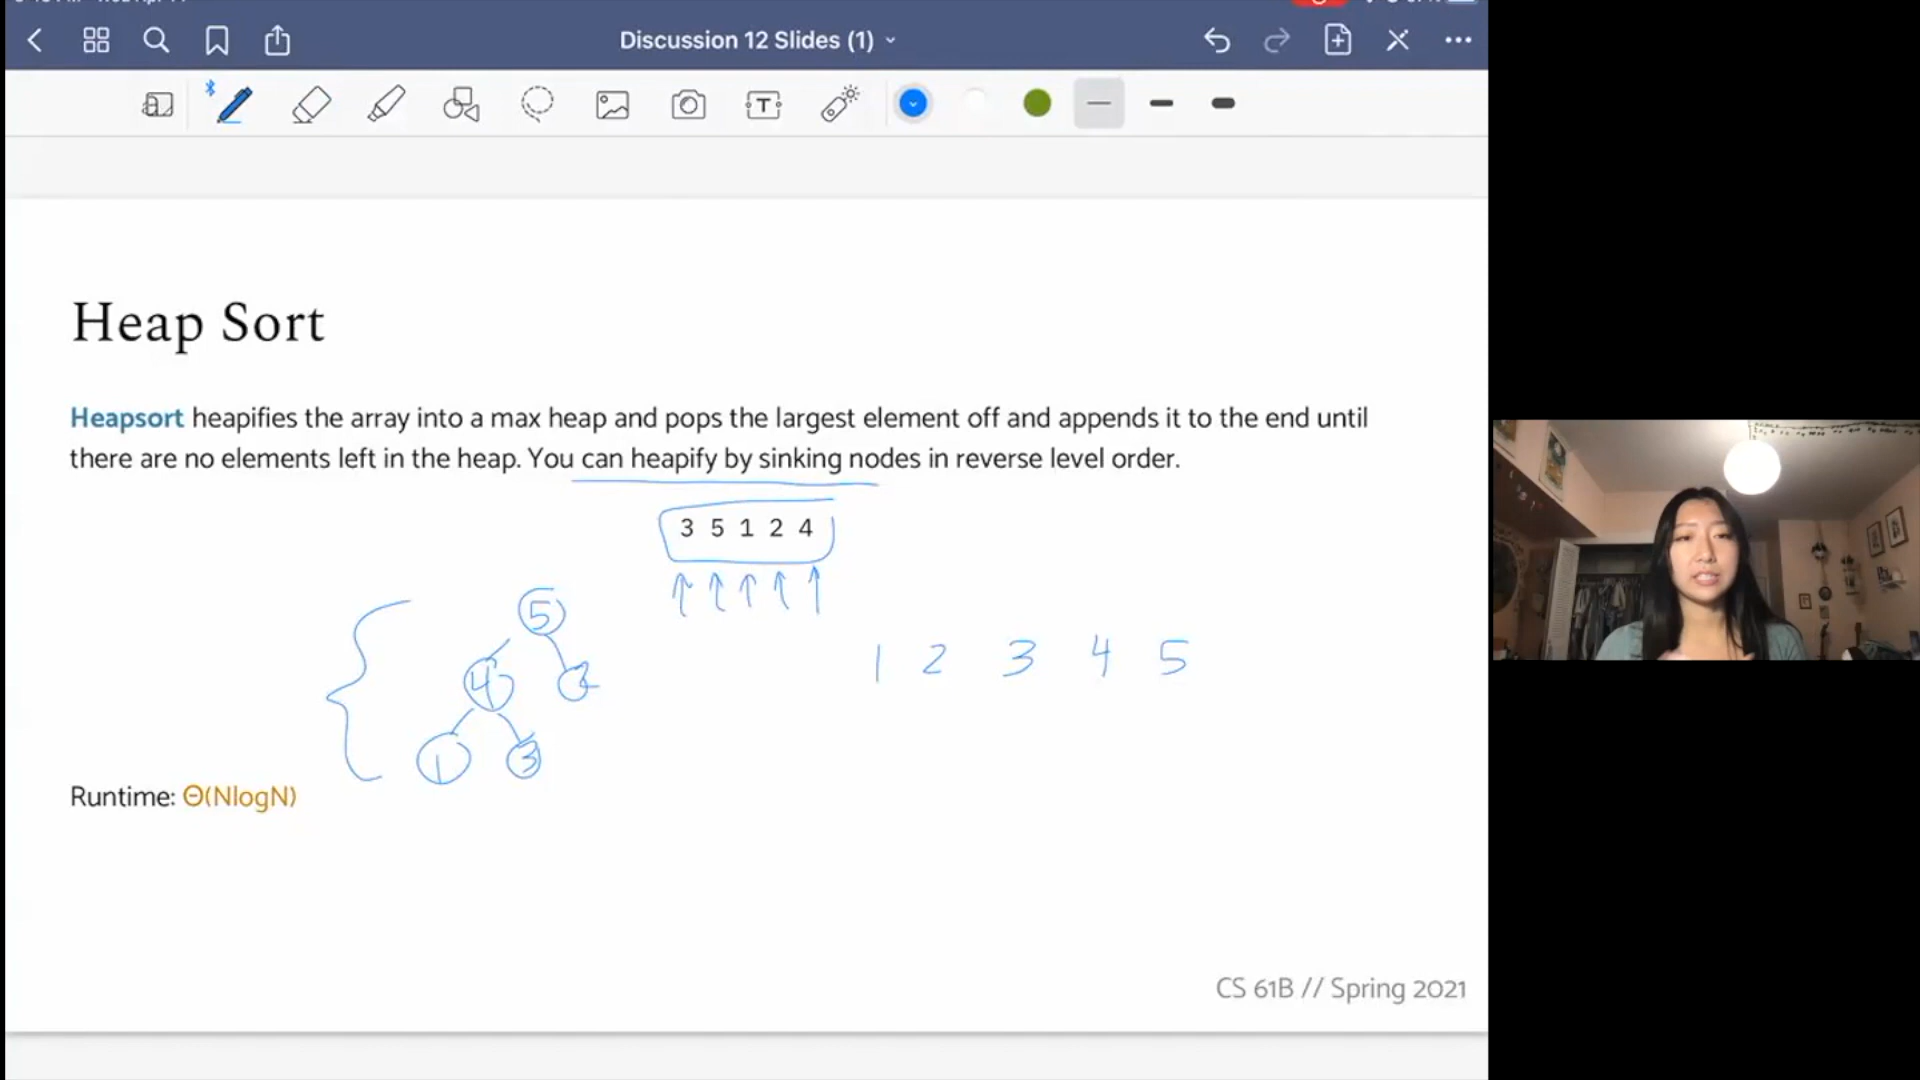 Discussion 12 Slides (1)
T
Heap Sort
Heapsort heapifies the array into a max heap and pops the largest element off and appends it to the end until
there are no elements left in the heap. You can heapify by sinking nodes in reverse level order.
3 5 1 2 4
5
4
1 3
1 2 3 4 5
Runtime: Θ(NlogN)
CS 61B // Spring 2021